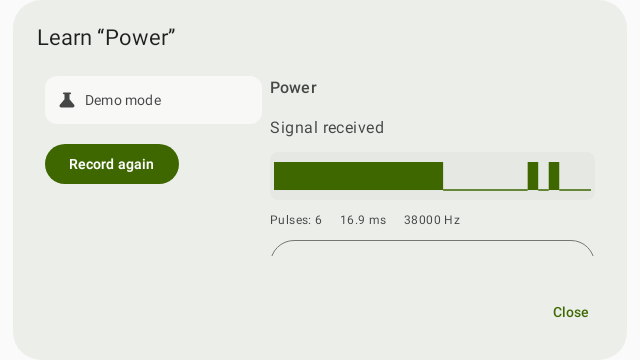 Learn “Power”
Demo mode
Record again
Power
Signal received
Pulses: 6 16.9 ms 38000 Hz
Close